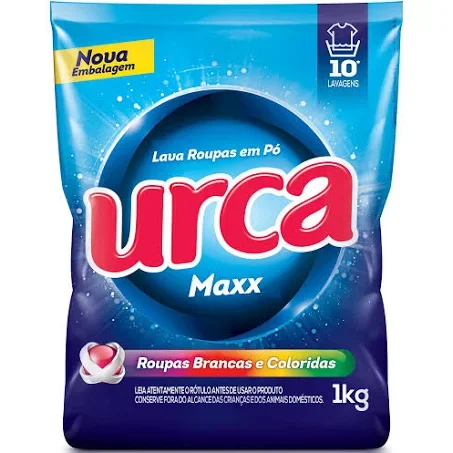 Nova
Embalagem
10*
LAVAGENS
Lava Roupas em Pó
urca
Maxx
Roupas Brancas e Coloridas
LEIA ATENTAMENTE O RÓTULO ANTES DE USAR O PRODUTO
CONSERVE FORA DO ALCANCE DAS CRIANÇAS E DOS ANIMAIS DOMÉSTICOS.
1kg